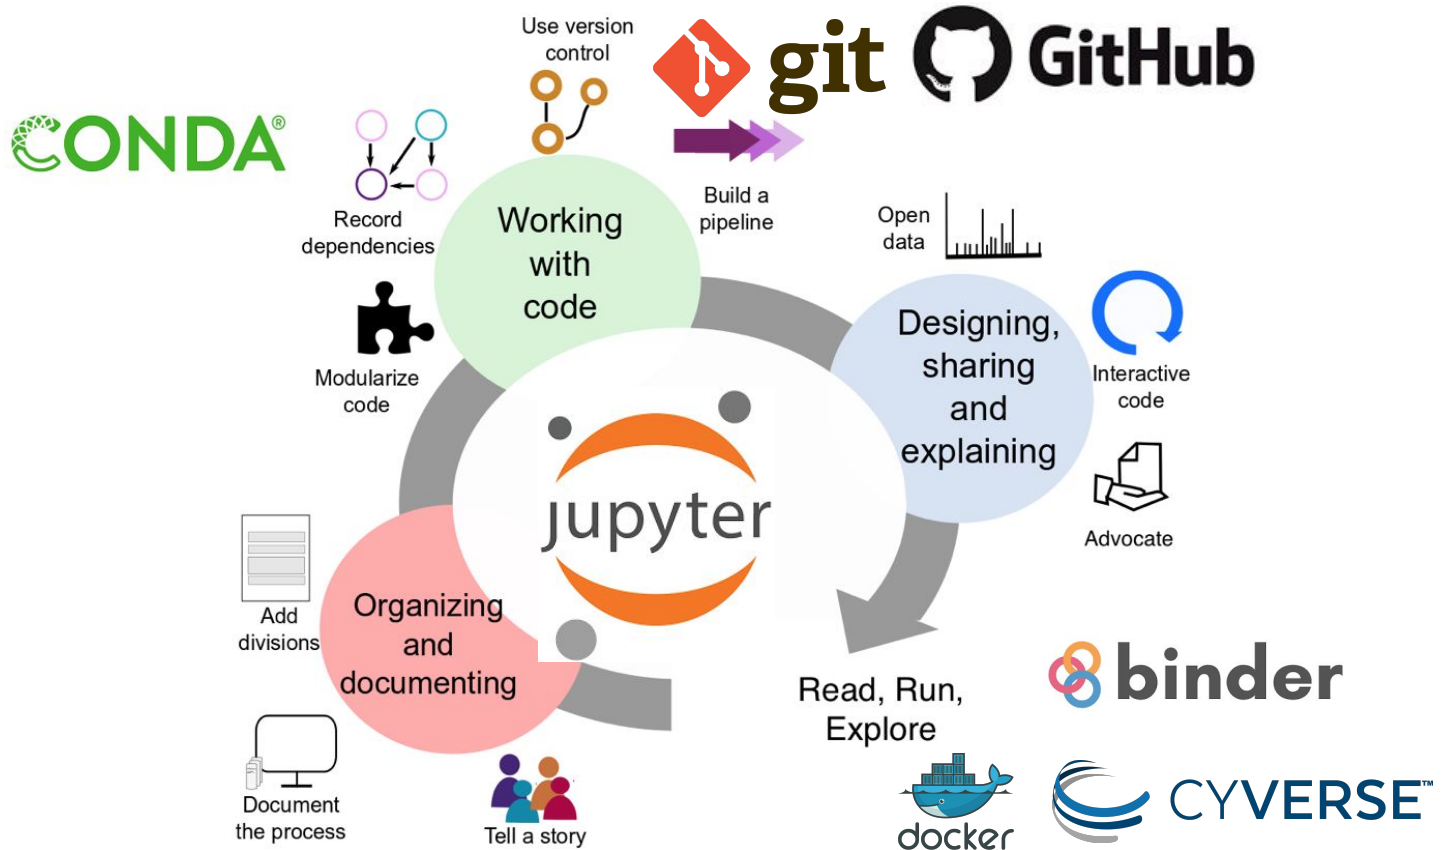 Use version
control
git
GitHub
CONDA®
Record
dependencies
Build a
pipeline
Working
with
code
Open
data
Modularize
code
Designing,
sharing
and
explaining
Interactive
code
Advocate
jupyter
Add
divisions
Organizing
and
documenting
Document
the process
Tell a story
Read, Run,
Explore
binder
docker
CYVERSE™